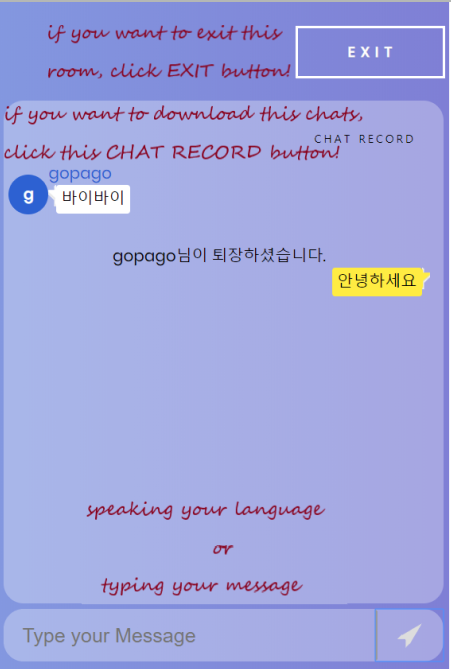 if you want to exit this
room, click EXIT button!
EXIT
if you want to download this chats,
CHAT RECORD
click this CHAT RECORD button!
gopago
g
바이바이
gopago님이 퇴장하셨습니다.
안녕하세요
speaking your language
or
typing your message
Type your Message